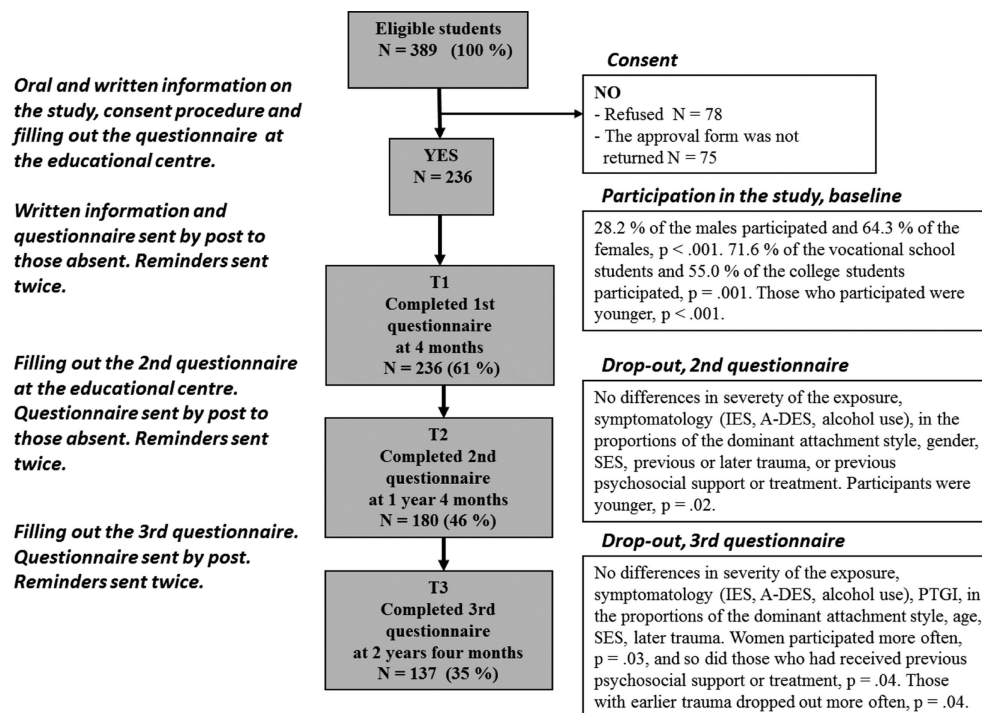 Eligible students
N = 389 (100 %)
Oral and written information on
the study, consent procedure and
filling out the questionnaire at
the educational centre.
Consent
NO
- Refused N = 78
- The approval form was not
returned N = 75
YES
N = 236
Written information and
questionnaire sent by post to
those absent. Reminders sent
twice.
Participation in the study, baseline
28.2 % of the males participated and 64.3 % of the
females, p < .001. 71.6 % of the vocational school
students and 55.0 % of the college students
participated, p = .001. Those who participated were
younger, p < .001.
T1
Completed 1st
questionnaire
at 4 months
N = 236 (61 %)
Filling out the 2nd questionnaire
at the educational centre.
Questionnaire sent by post to
those absent. Reminders sent
twice.
Drop-out, 2nd questionnaire
No differences in severety of the exposure,
symptomatology (IES, A-DES, alcohol use), in the
proportions of the dominant attachment style, gender,
SES, previous or later trauma, or previous
psychosocial support or treatment. Participants were
younger, p = .02.
T2
Completed 2nd
questionnaire
at 1 year 4 months
N = 180 (46 %)
Filling out the 3rd questionnaire.
Questionnaire sent by post.
Reminders sent twice.
Drop-out, 3rd questionnaire
No differences in severity of the exposure,
symptomatology (IES, A-DES, alcohol use), PTGI, in
the proportions of the dominant attachment style, age,
SES, later trauma. Women participated more often,
p = .03, and so did those who had received previous
psychosocial support or treatment, p = .04. Those
with earlier trauma dropped out more often, p = .04.
T3
Completed 3rd
questionnaire
at 2 years four months
N = 137 (35 %)